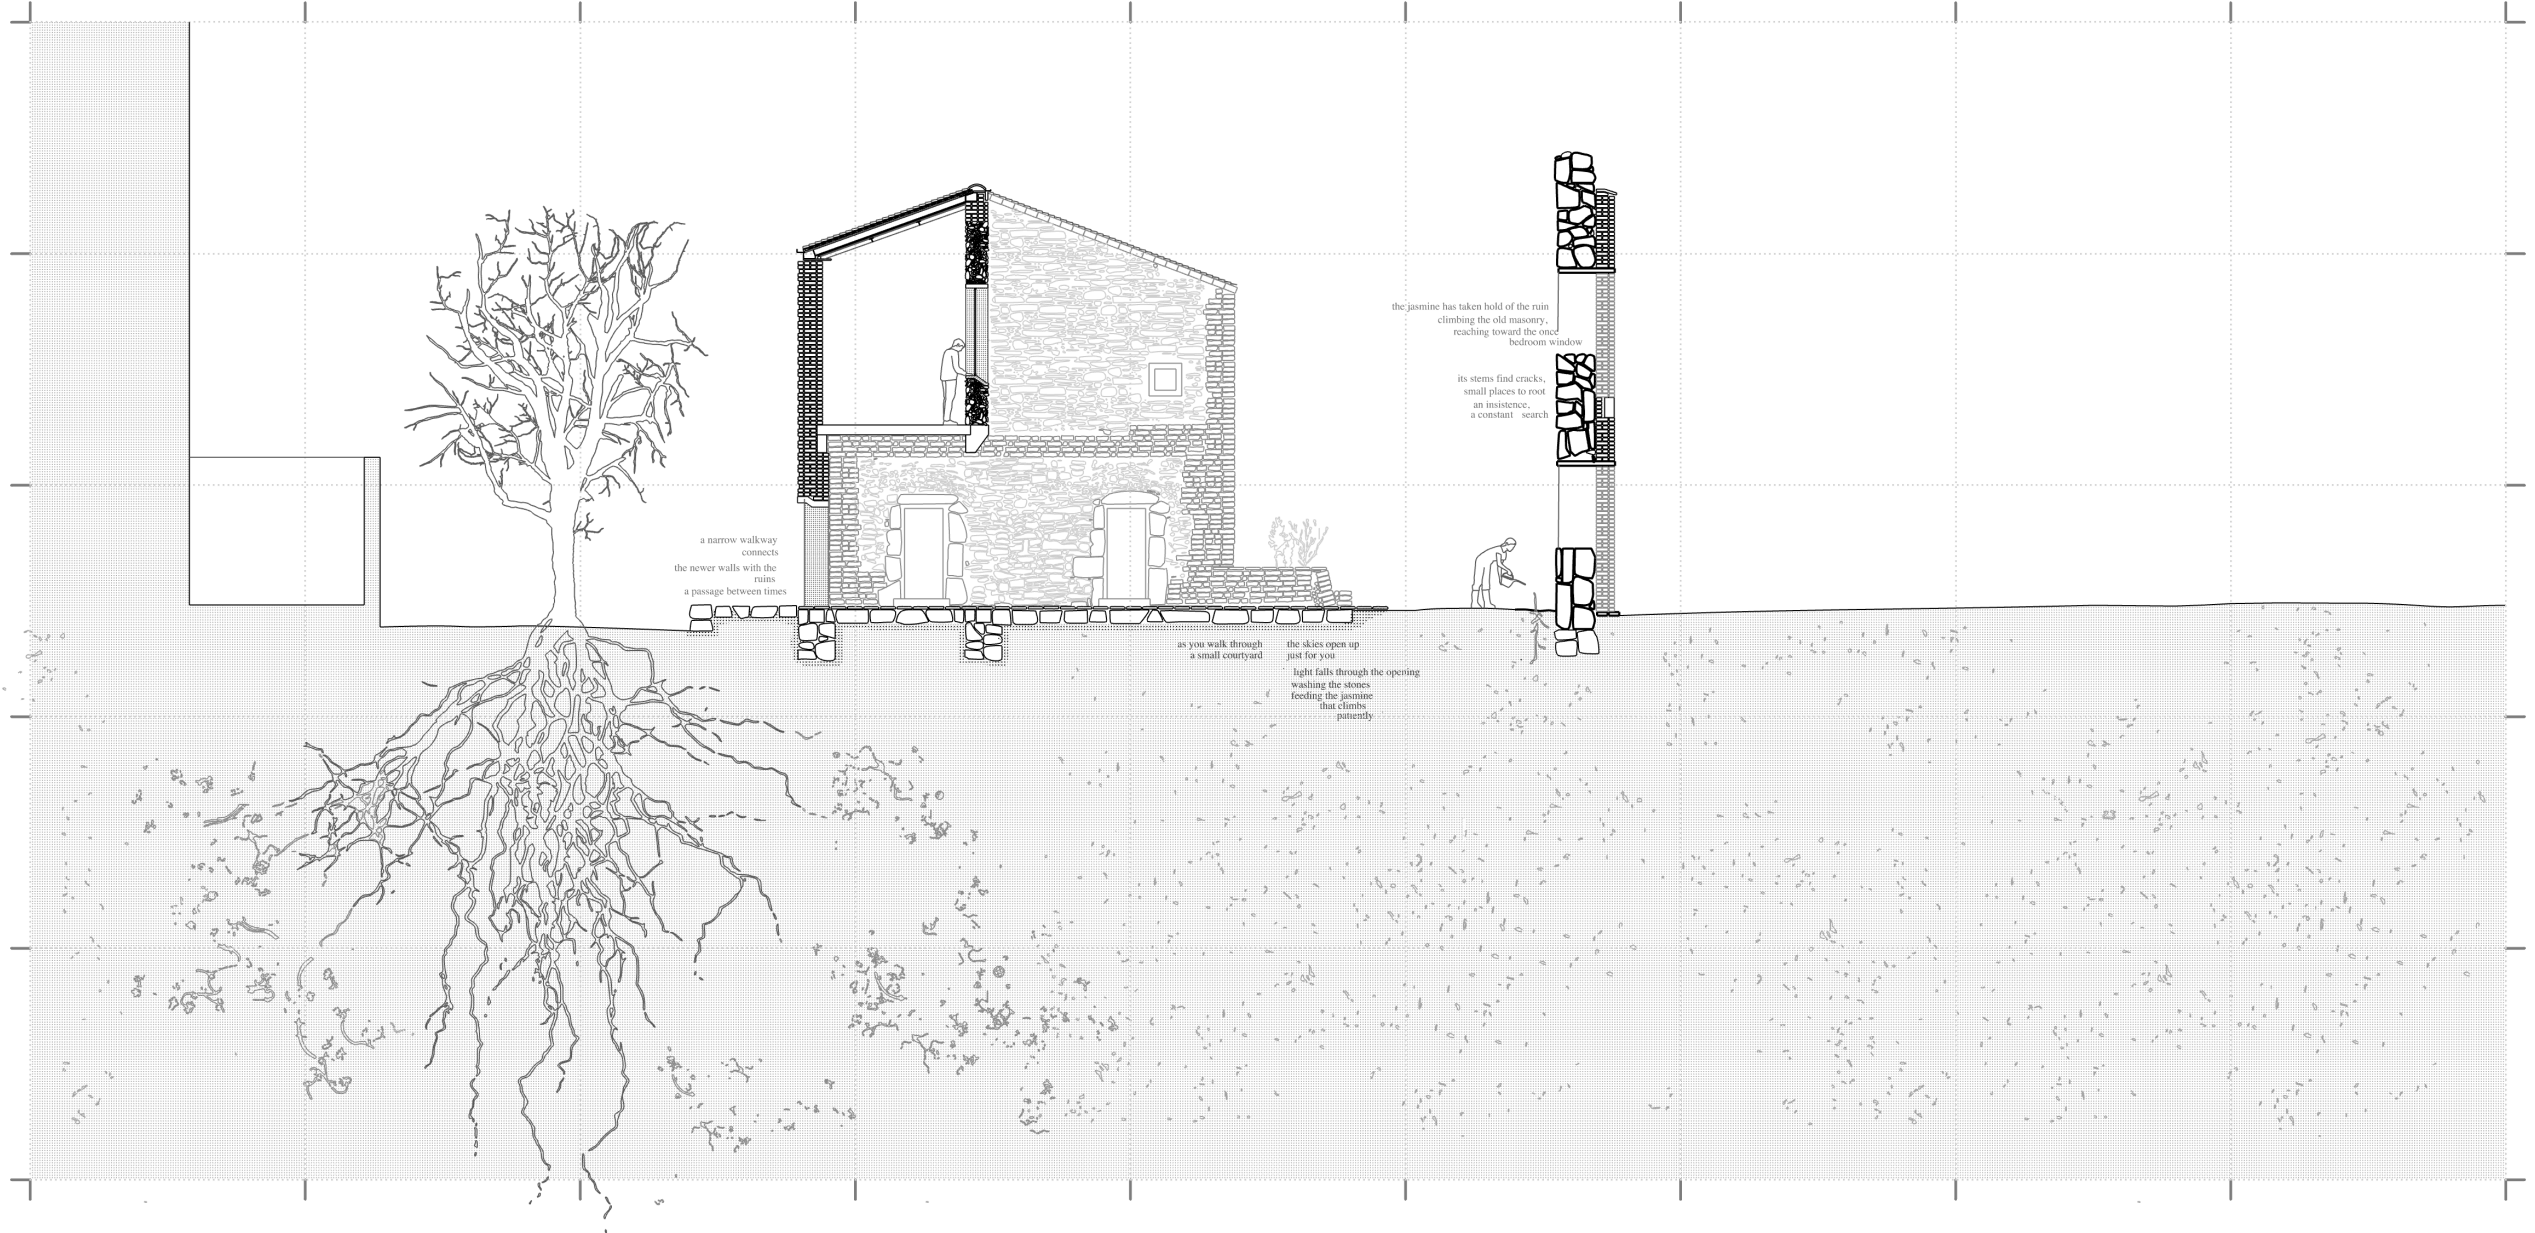 the jasmine has taken hold of the ruin
climbing the old masonry,
reaching toward the once
bedroom window
its stems find cracks,
small places to root
an insistence,
a constant search
a narrow walkway
connects
the newer walls with the
ruins
a passage between times
as you walk through
a small courtyard
the skies open up
just for you
light falls through the opening
washing the stones
feeding the jasmine
that climbs
patiently